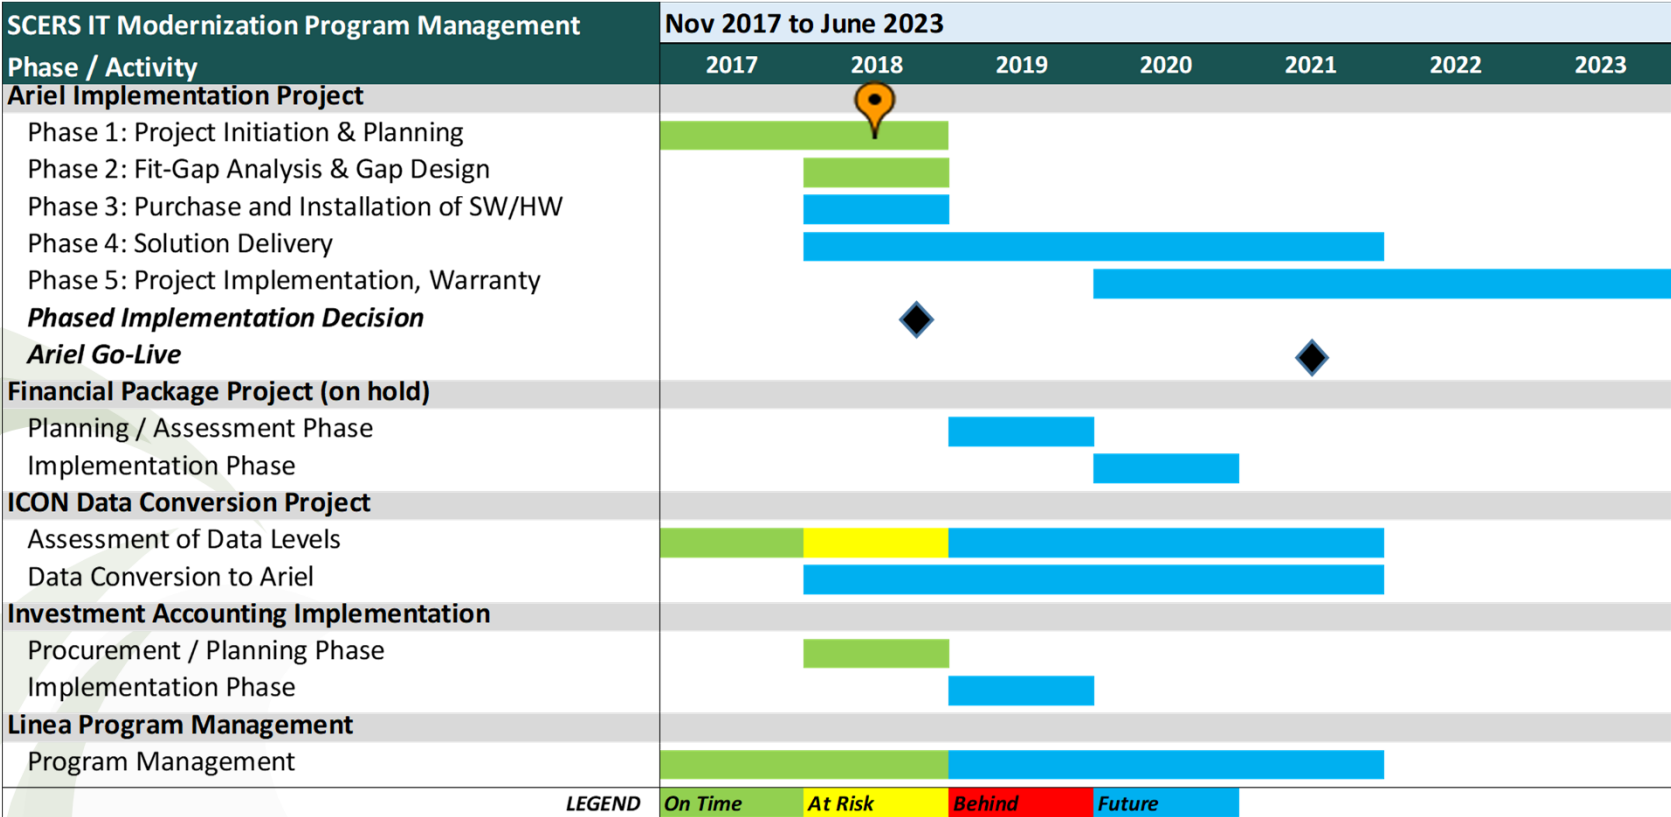 SCERS IT Modernization Program Management
Nov 2017 to June 2023
Phase / Activity
2017 2018 2019 2020 2021 2022 2023
Ariel Implementation Project
Phase 1: Project Initiation & Planning
Phase 2: Fit-Gap Analysis & Gap Design
Phase 3: Purchase and Installation of SW/HW
Phase 4: Solution Delivery
Phase 5: Project Implementation, Warranty
Phased Implementation Decision
Ariel Go-Live
Financial Package Project (on hold)
Planning / Assessment Phase
Implementation Phase
ICON Data Conversion Project
Assessment of Data Levels
Data Conversion to Ariel
Investment Accounting Implementation
Procurement / Planning Phase
Implementation Phase
Linea Program Management
Program Management
LEGEND On Time At Risk Behind Future